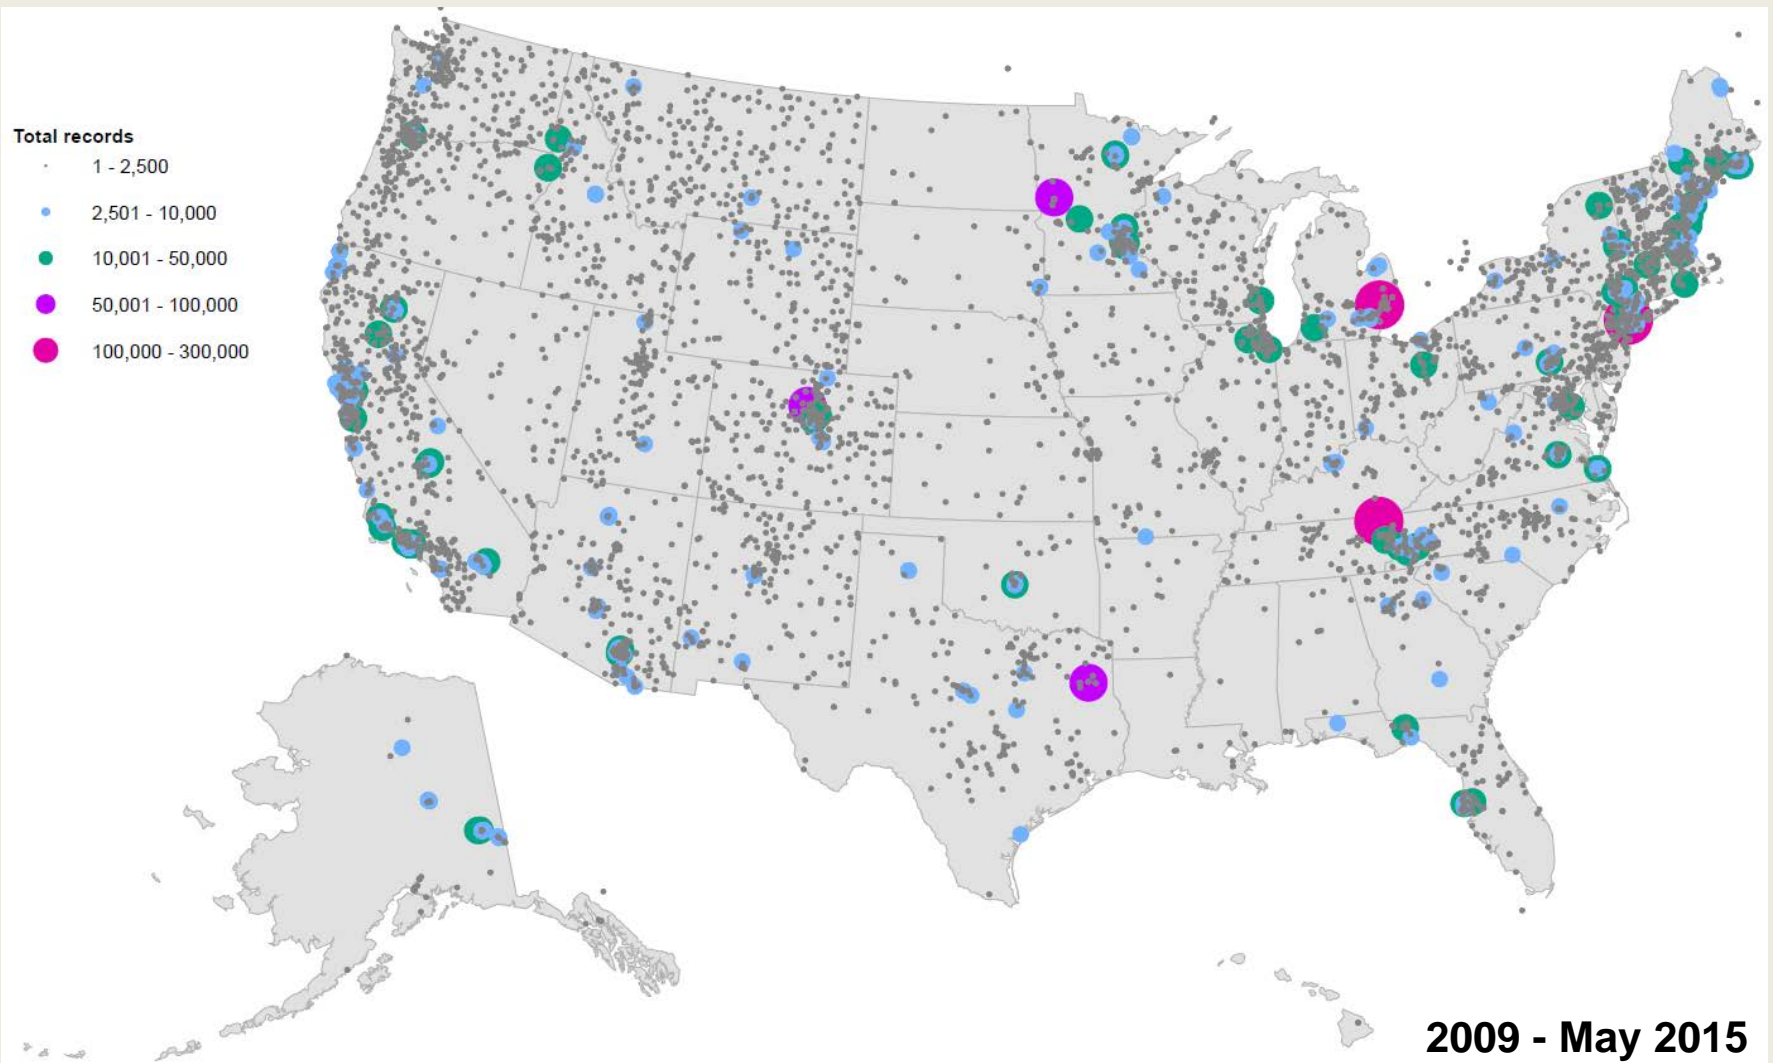 Total records
1 - 2,500
2,501 - 10,000
10,001 - 50,000
50,001 - 100,000
100,000 - 300,000
2009 - May 2015